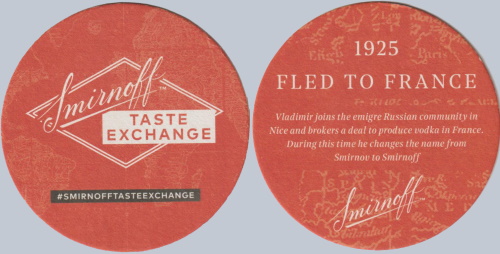 Smirnoff™
TASTE
EXCHANGE
#SMIRNOFFTASTEEXCHANGE
1925
FLED TO FRANCE
Vladimir joins the emigre Russian community in
Nice and brokers a deal to produce vodka in France.
During this time he changes the name from
Smirnov to Smirnoff
Smirnoff